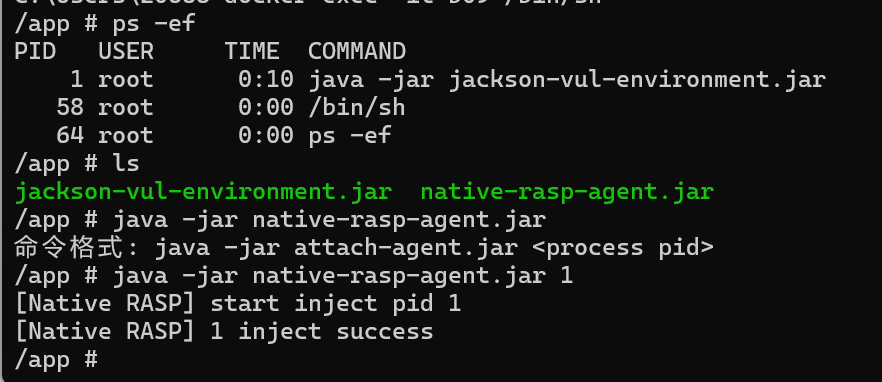 /app # ps -ef
PID   USER     TIME  COMMAND
    1 root      0:10 java -jar jackson-vul-environment.jar
   58 root      0:00 /bin/sh
   64 root      0:00 ps -ef
/app # ls
jackson-vul-environment.jar  native-rasp-agent.jar
/app # java -jar native-rasp-agent.jar
命令格式: java -jar attach-agent.jar <process pid>
/app # java -jar native-rasp-agent.jar 1
[Native RASP] start inject pid 1
[Native RASP] 1 inject success
/app #